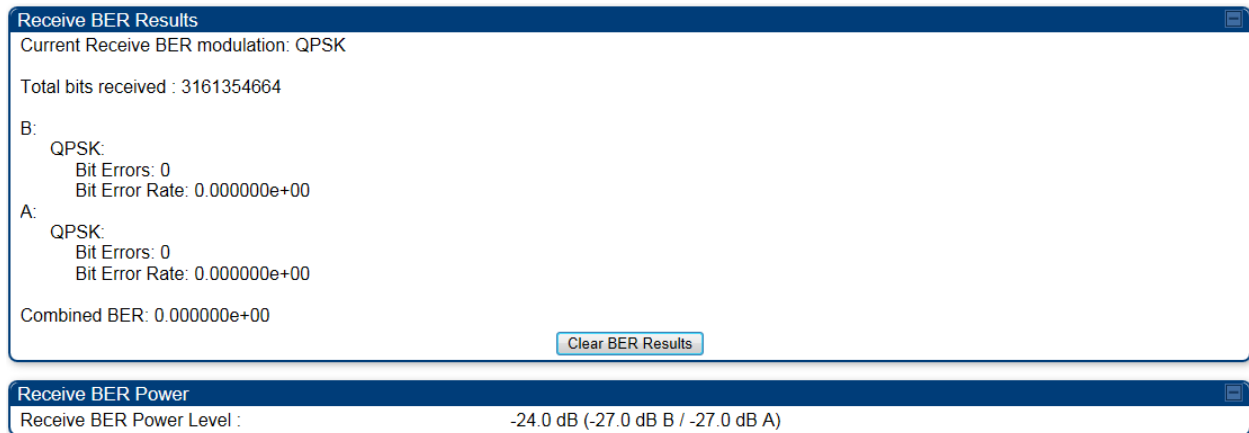 Receive BER Results
Current Receive BER modulation: QPSK
Total bits received : 3161354664
B:
QPSK:
Bit Errors: 0
Bit Error Rate: 0.000000e+00
A:
QPSK:
Bit Errors: 0
Bit Error Rate: 0.000000e+00
Combined BER: 0.000000e+00
Clear BER Results
Receive BER Power
Receive BER Power Level : -24.0 dB (-27.0 dB B / -27.0 dB A)